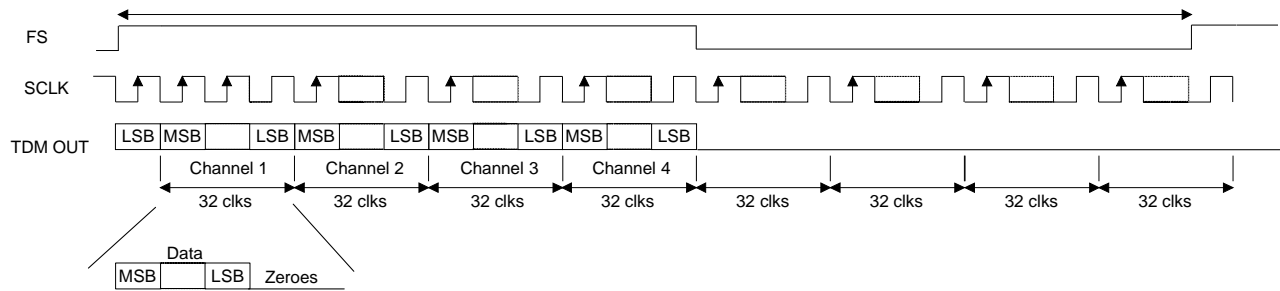 FS
SCLK
TDM OUT
LSB MSB LSB MSB LSB MSB LSB MSB LSB
Channel 1 Channel 2 Channel 3 Channel 4
32 clks 32 clks 32 clks 32 clks 32 clks 32 clks 32 clks 32 clks
Data
MSB LSB Zeroes